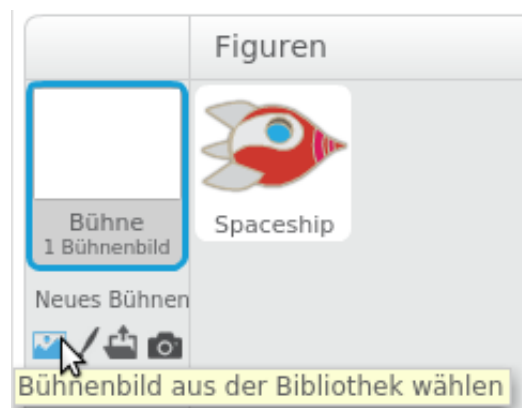 Figuren
Bühne
1 Bühnenbild
Spaceship
Neues Bühnen
Bühnenbild aus der Bibliothek wählen